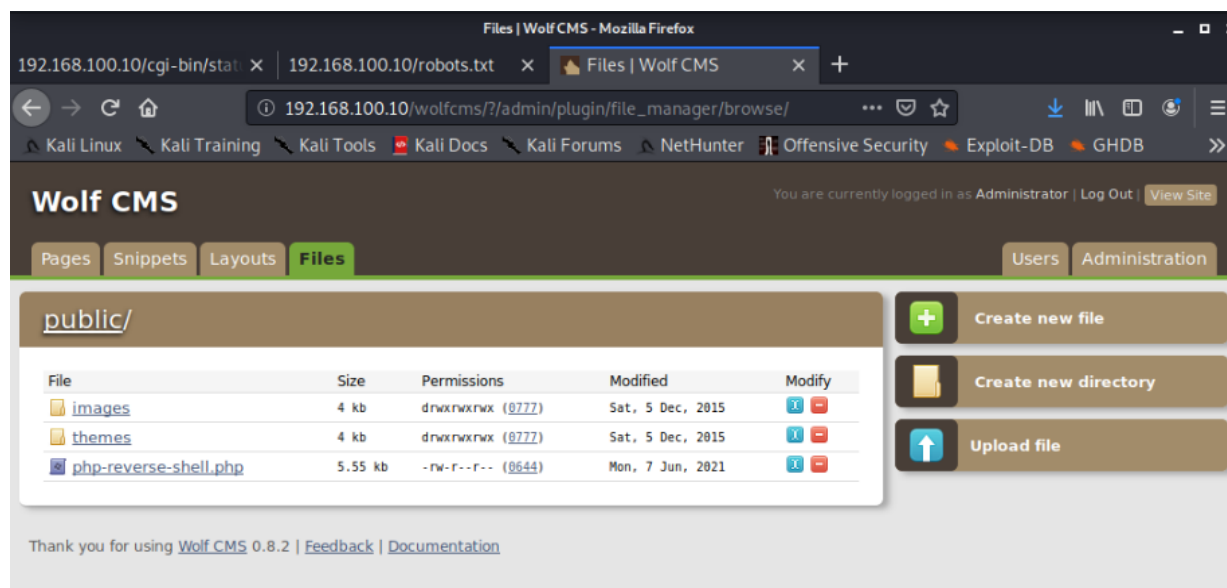 Files | Wolf CMS - Mozilla Firefox
192.168.100.10/cgi-bin/stat 192.168.100.10/robots.txt Files | Wolf CMS
192.168.100.10/wolfcms/?/admin/plugin/file_manager/browse/
Kali Linux Kali Training Kali Tools Kali Docs Kali Forums NetHunter Offensive Security Exploit-DB GHDB
Wolf CMS
You are currently logged in as Administrator | Log Out | View Site
Pages Snippets Layouts Files Users Administration
public/
Create new file
File Size Permissions Modified Modify
Create new directory
images 4 kb drwxrwxrwx (0777) Sat, 5 Dec, 2015
themes 4 kb drwxrwxrwx (0777) Sat, 5 Dec, 2015
Upload file
php-reverse-shell.php 5.55 kb -rw-r--r-- (0644) Mon, 7 Jun, 2021
Thank you for using Wolf CMS 0.8.2 | Feedback | Documentation